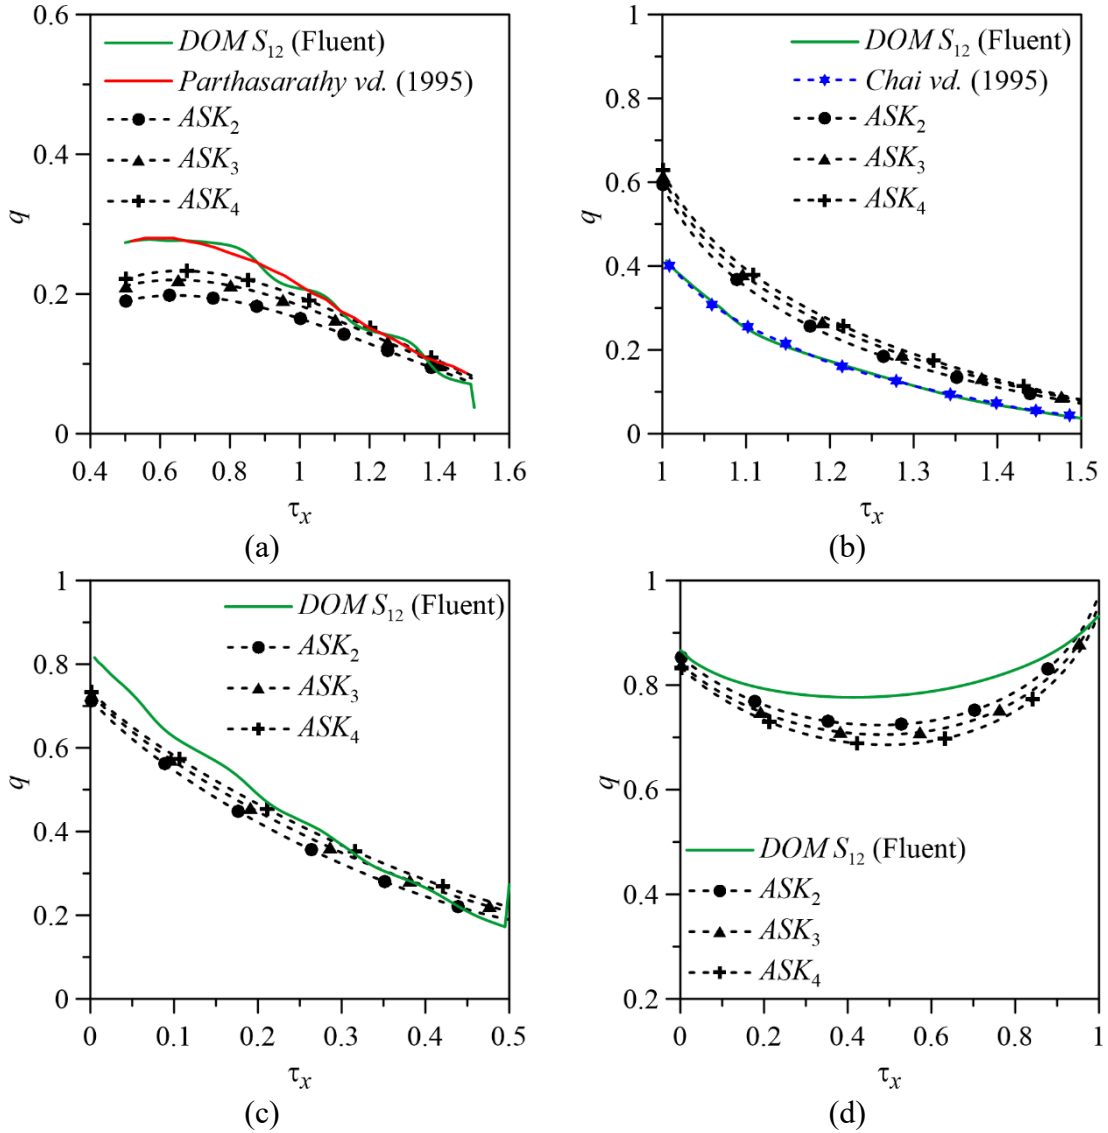 0.6
0.4
0.2
0
q
DOM S12 (Fluent)
Parthasarathy vd. (1995)
ASK2
ASK3
ASK4
0.4 0.6 0.8 1 1.2 1.4 1.6
τx
(a)
1
0.8
0.6
0.4
0.2
0
q
DOM S12 (Fluent)
Chai vd. (1995)
ASK2
ASK3
ASK4
1 1.1 1.2 1.3 1.4 1.5
τx
(b)
1
0.8
0.6
0.4
0.2
0
q
DOM S12 (Fluent)
ASK2
ASK3
ASK4
0 0.1 0.2 0.3 0.4 0.5
τx
(c)
1
0.8
0.6
0.4
0.2
q
DOM S12 (Fluent)
ASK2
ASK3
ASK4
0 0.2 0.4 0.6 0.8 1
τx
(d)